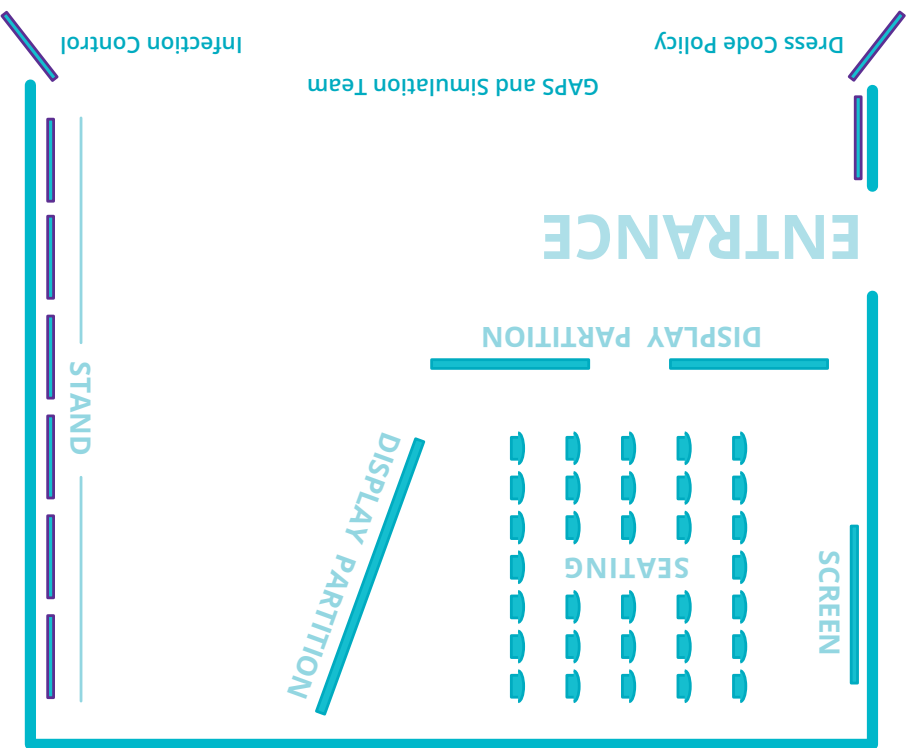 SCREEN
SEATING
DISPLAY PARTITION
STAND
DISPLAY PARTITION
ENTRANCE
GAPS and Simulation Team
Dress Code Policy
Infection Control